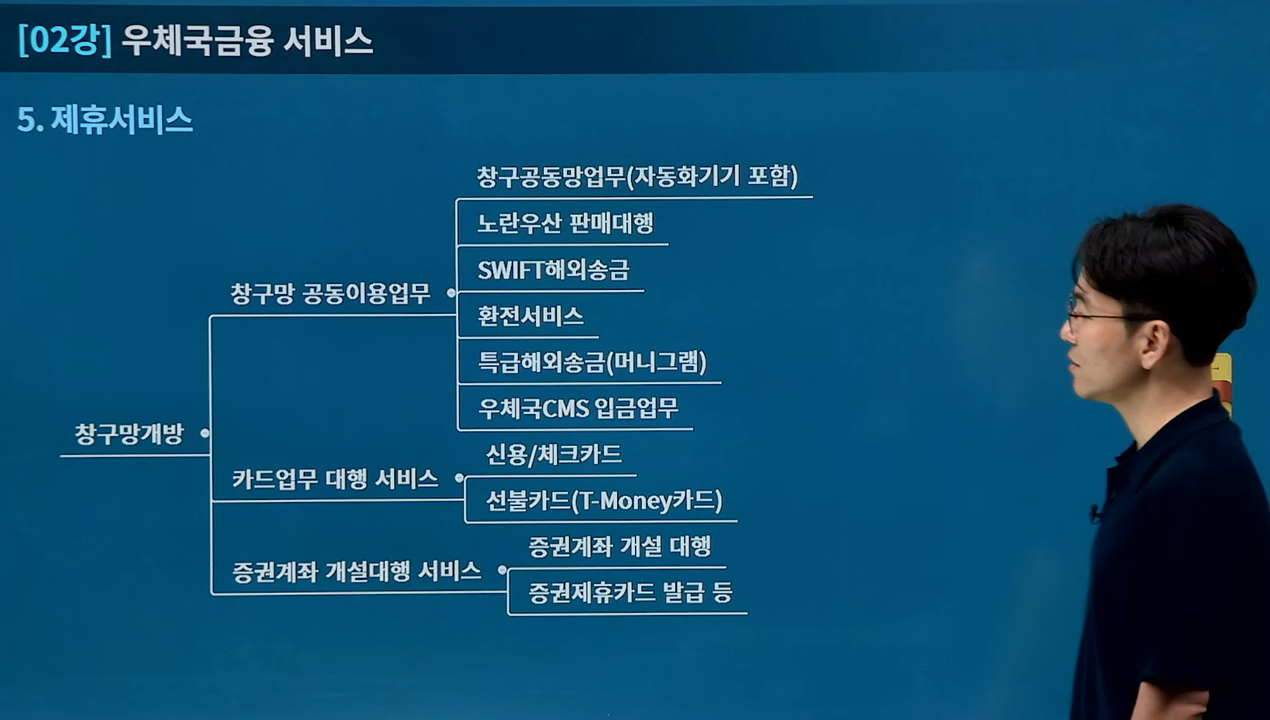 [02강] 우체국금융 서비스
5. 제휴서비스
창구망개방
창구망 공동이용업무
창구공동망업무(자동화기기 포함)
노란우산 판매대행
SWIFT해외송금
환전서비스
특급해외송금(머니그램)
우체국CMS 입금업무
카드업무 대행 서비스
신용/체크카드
선불카드(T-Money카드)
증권계좌 개설대행 서비스
증권계좌 개설 대행
증권제휴카드 발급 등